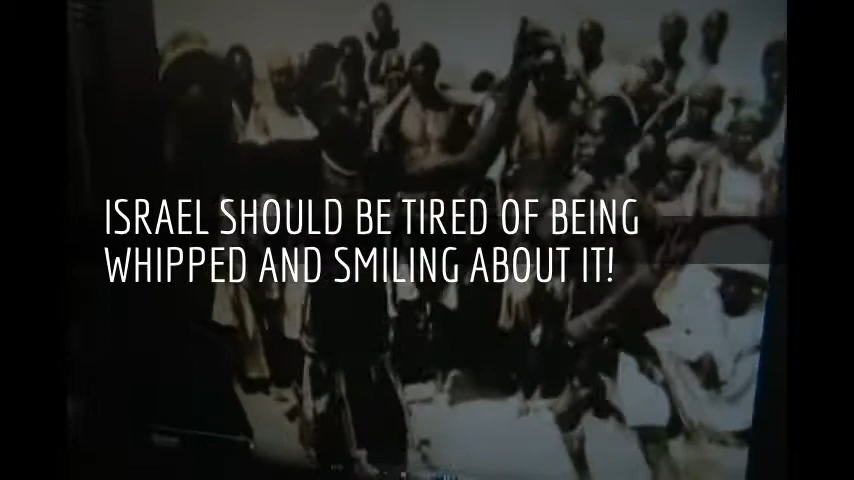 ISRAEL SHOULD BE TIRED OF BEING
WHIPPED AND SMILING ABOUT IT!